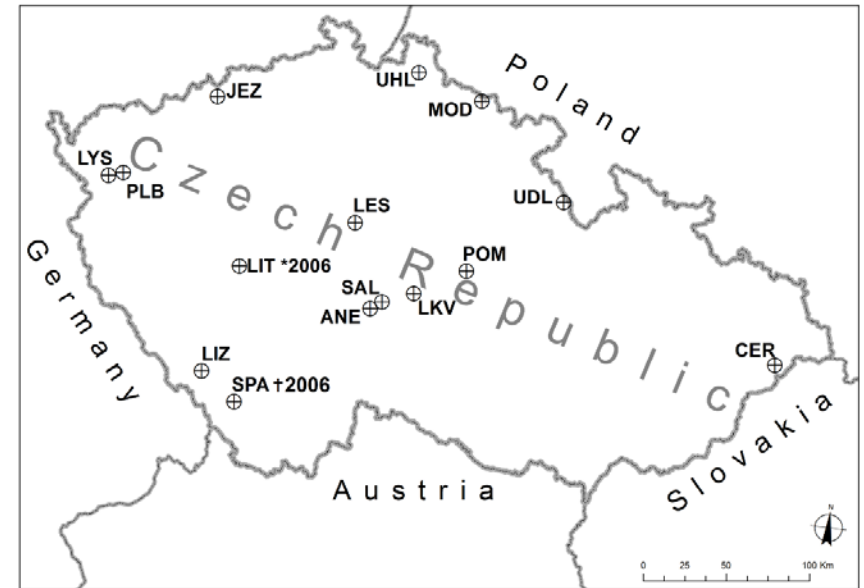 Poland
UHL
MOD
JEZ
LYS
PLB
Czech Republic
UDL
LES
Germany
LIT *2006
POM
SAL
LKV
ANE
LIZ
CER
SPA †2006
Slovakia
Austria
N
0 25 50 100 Km